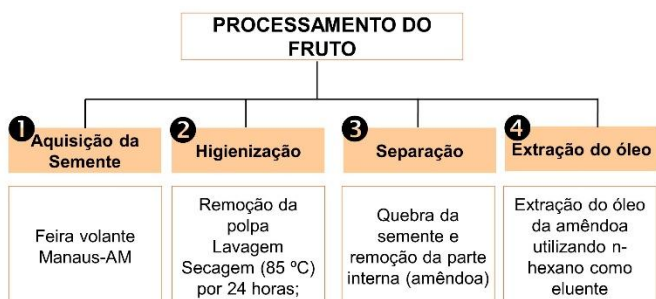 PROCESSAMENTO DO
FRUTO
1
Aquisição da
Semente
Feira volante
Manaus-AM
2
Higienização
Remoção da
polpa
Lavagem
Secagem (85 ºC)
por 24 horas;
3
Separação
Quebra da
semente e
remoção da parte
interna (amêndoa)
4
Extração do óleo
Extração do óleo
da amêndoa
utilizando n-
hexano como
eluente